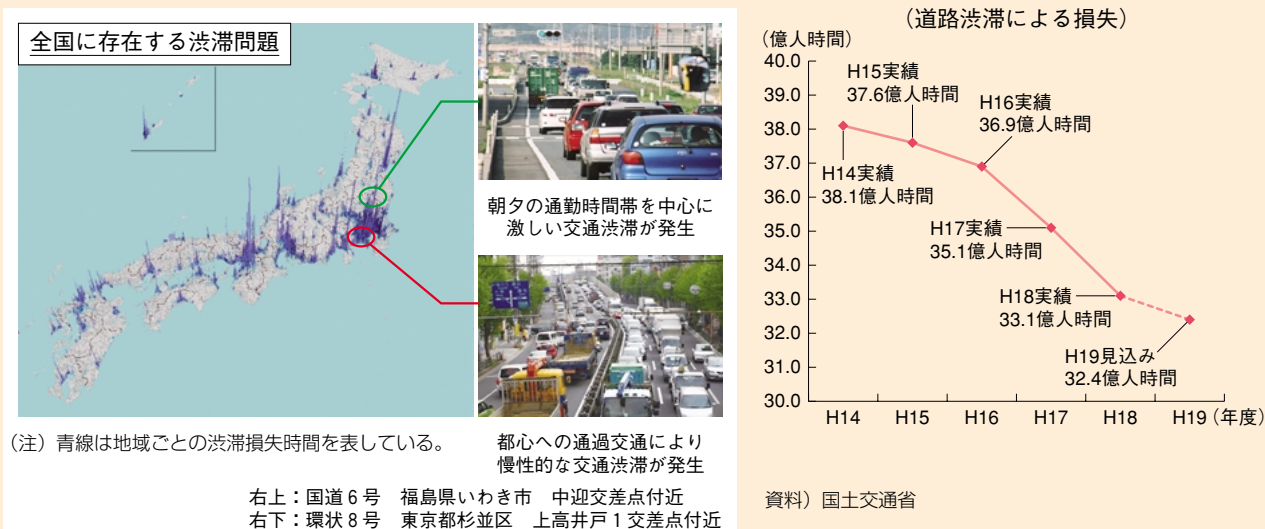 全国に存在する渋滞問題
朝夕の通勤時間帯を中心に
激しい交通渋滞が発生
都心への通過交通により
慢性的な交通渋滞が発生
(注)青線は地域ごとの渋滞損失時間を表している。
右上:国道6号 福島県いわき市 中迎交差点付近
右下:環状8号 東京都杉並区 上高井戸1交差点付近
(道路渋滞による損失)
(億人時間)
40.0
39.0
38.0
37.0
36.0
35.0
34.0
33.0
32.0
31.0
30.0
H14実績
38.1億人時間
H15実績
37.6億人時間
H16実績
36.9億人時間
H17実績
35.1億人時間
H18実績
33.1億人時間
H19見込み
32.4億人時間
H14 H15 H16 H17 H18 H19(年度)
資料)国土交通省